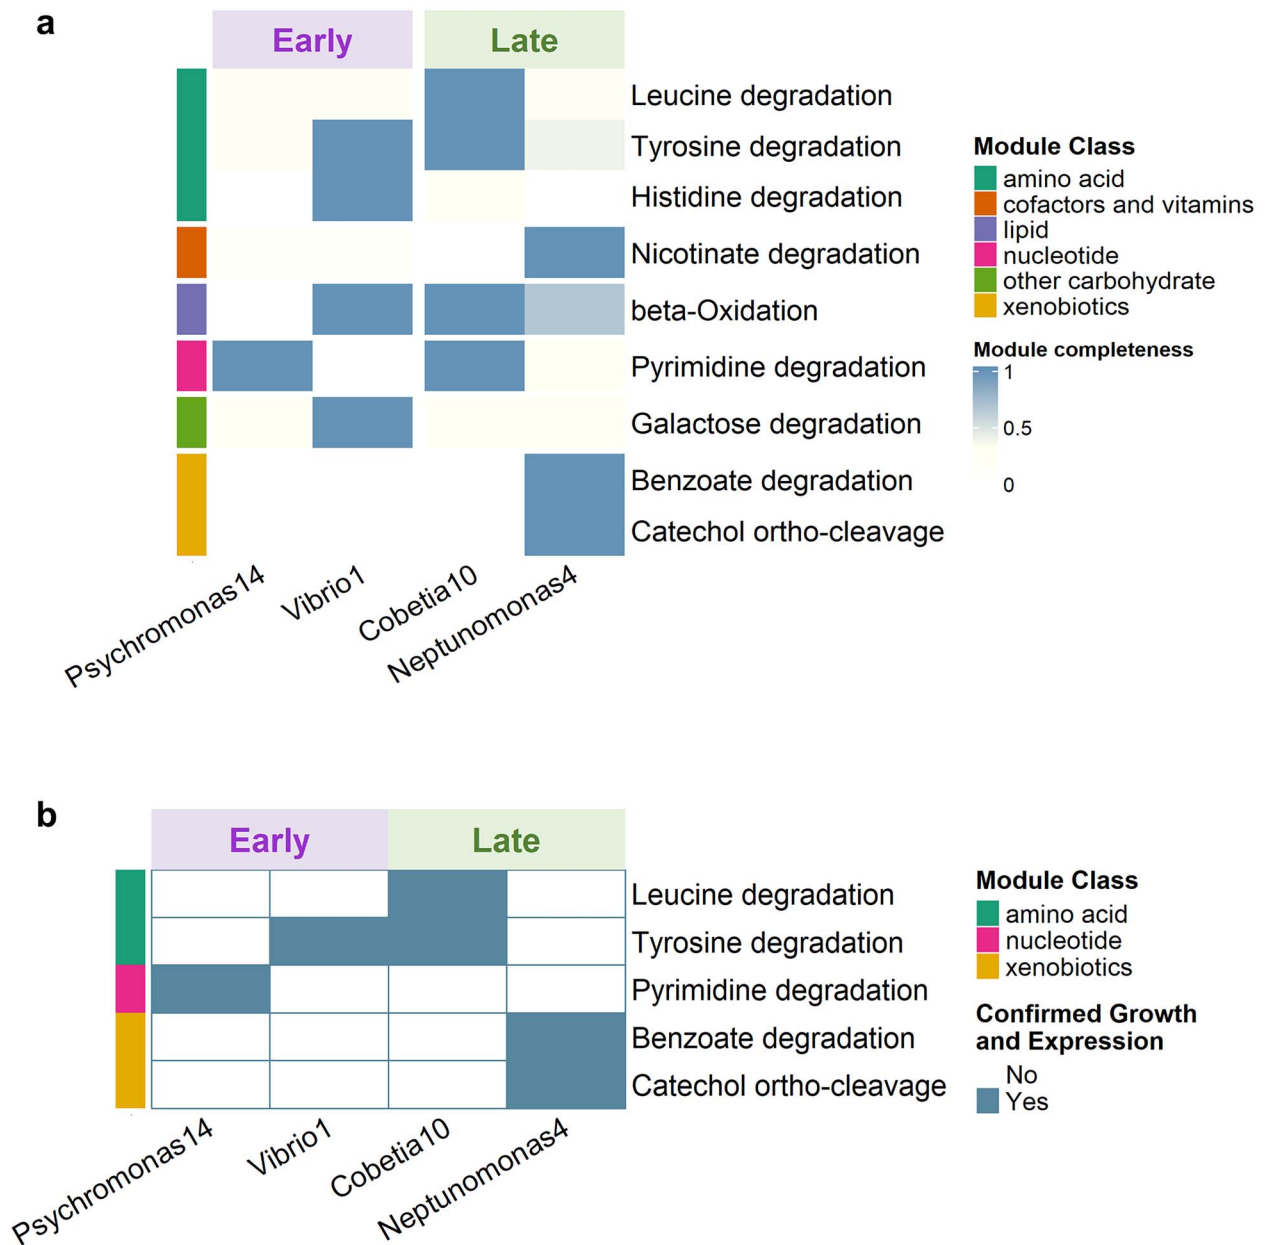 a
Early
Late
Leucine degradation
Tyrosine degradation
Histidine degradation
Nicotinate degradation
beta-Oxidation
Pyrimidine degradation
Galactose degradation
Benzoate degradation
Catechol ortho-cleavage
Psychromonas14
Vibrio1
Cobetia10
Neptunomonas4
Module Class
amino acid
cofactors and vitamins
lipid
nucleotide
other carbohydrate
xenobiotics
Module completeness
1
0.5
0
b
Early
Late
Leucine degradation
Tyrosine degradation
Pyrimidine degradation
Benzoate degradation
Catechol ortho-cleavage
Psychromonas14
Vibrio1
Cobetia10
Neptunomonas4
Module Class
amino acid
nucleotide
xenobiotics
Confirmed Growth
and Expression
No
Yes